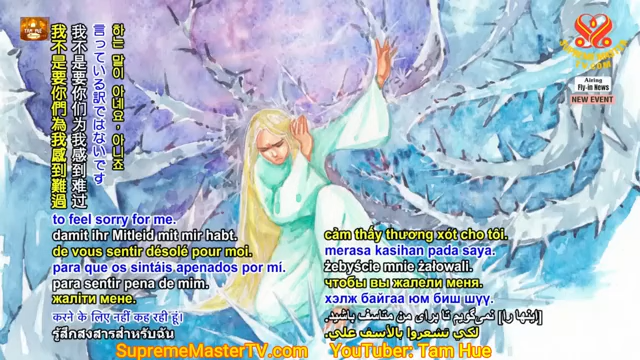 SUPREME MASTER
TV.COM
Airing
Fly-in News
NEW EVENT
하는 말이 아녜요, 아니죠
言っている訳ではないです
我不是要你们为我感到难过
我不是要你們為我感到難過
to feel sorry for me.
damit ihr Mitleid mit mir habt.
de vous sentir désolé pour moi.
para que os sintáis apenados por mí.
para sentir pena de mim.
жаліти мене.
करने के लिए नहीं कह रही हूं।
รู้สึกสงสารสำหรับฉัน
cảm thấy thương xót cho tôi.
merasa kasihan pada saya.
żebyście mnie żałowali.
чтобы вы жалели меня.
хэлж байгаа юм биш шүү.
[اینها را] نمی‌گویم تا برای من متاسف باشید.
لكي تشعروا بالأسف علي.
SupremeMasterTV.com
YouTuber: Tam Hue